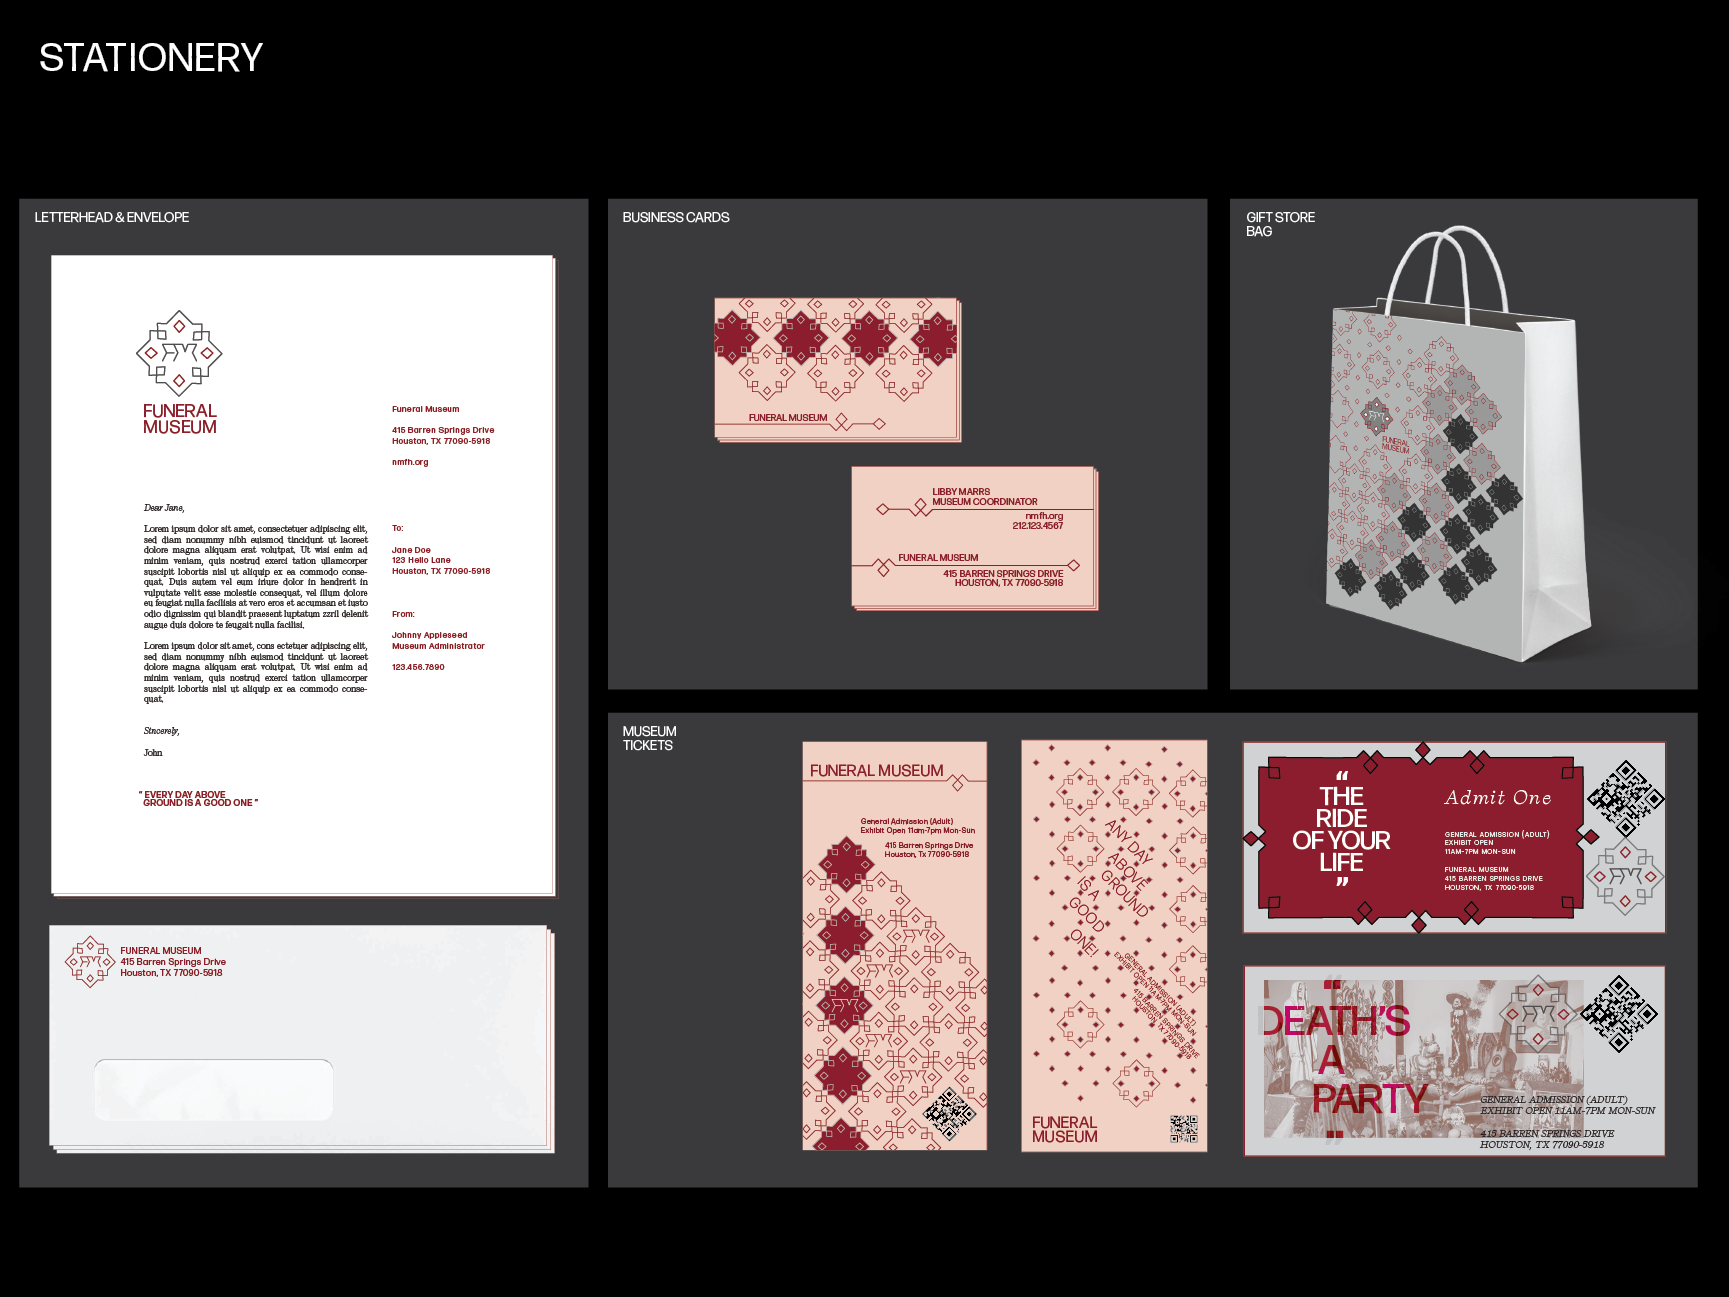 STATIONERY
LETTERHEAD & ENVELOPE
FUNERAL
MUSEUM
Funeral Museum
415 Barren Springs Drive
Houston, TX 77090-5918
nmfh.org
Dear Jane,
Lorem ipsum dolor sit amet, consectetuer adipiscing elit,
sed diam nonummy nibh euismod tincidunt ut laoreet
dolore magna aliquam erat volutpat. Ut wisi enim ad
minim veniam, quis nostrud exerci tation ullamcorper
suscipit lobortis nisl ut aliquip ex ea commodo conse-
quat. Duis autem vel eum iriure dolor in hendrerit in
vulputate velit esse molestie consequat, vel illum dolore
eu feugiat nulla facilisis at vero eros et accumsan et iusto
odio dignissim qui blandit praesent luptatum zzril delenit
augue duis dolore te feugait nulla facilisi.
Lorem ipsum dolor sit amet, cons ectetuer adipiscing elit,
sed diam nonummy nibh euismod tincidunt ut laoreet
dolore magna aliquam erat volutpat. Ut wisi enim ad
minim veniam, quis nostrud exerci tation ullamcorper
suscipit lobortis nisl ut aliquip ex ea commodo conse-
quat.
Sincerely,
John
To:
Jane Doe
123 Hello Lane
Houston, TX 77090-5918
From:
Johnny Appleseed
Museum Administrator
123.456.7890
" EVERY DAY ABOVE
GROUND IS A GOOD ONE "
FUNERAL MUSEUM
415 Barren Springs Drive
Houston, TX 77090-5918
BUSINESS CARDS
FUNERAL MUSEUM
LIBBY MARRS
MUSEUM COORDINATOR
nmfh.org
212.123.4567
FUNERAL MUSEUM
415 BARREN SPRINGS DRIVE
HOUSTON, TX 77090-5918
GIFT STORE
BAG
FUNERAL
MUSEUM
MUSEUM
TICKETS
FUNERAL MUSEUM
General Admission (Adult)
Exhibit Open 11am-7pm Mon-Sun
415 Barren Springs Drive
Houston, Tx 77090-5918
ANY DAY
ABOVE
GROUND
IS A
GOOD
ONE!
GENERAL ADMISSION (ADULT)
EXHIBIT OPEN 11AM-7PM MON-SUN
415 BARREN SPRINGS DRIVE
HOUSTON, TX 77090-5918
FUNERAL
MUSEUM
“
THE
RIDE
OF YOUR
LIFE
”
Admit One
GENERAL ADMISSION (ADULT)
EXHIBIT OPEN
11AM-7PM MON-SUN
FUNERAL MUSEUM
415 BARREN SPRINGS DRIVE
HOUSTON, TX 77090-5918
“
DEATH'S
A
PARTY
”
GENERAL ADMISSION (ADULT)
EXHIBIT OPEN 11AM-7PM MON-SUN
415 BARREN SPRINGS DRIVE
HOUSTON, TX 77090-5918